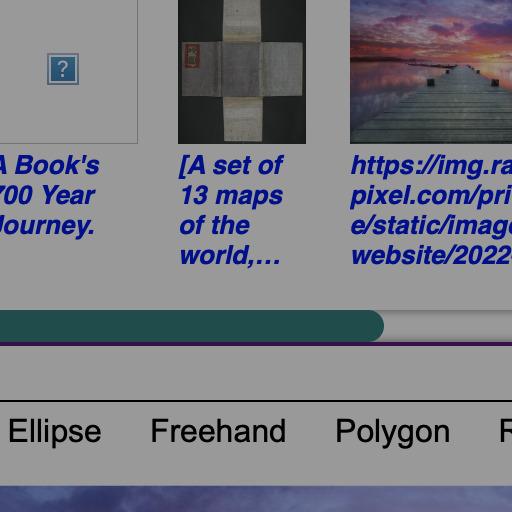 A Book's
700 Year
Journey.
[A set of
13 maps
of the
world,...
https://img.ra
pixel.com/pri
e/static/image
website/2022-
Ellipse Freehand Polygon R